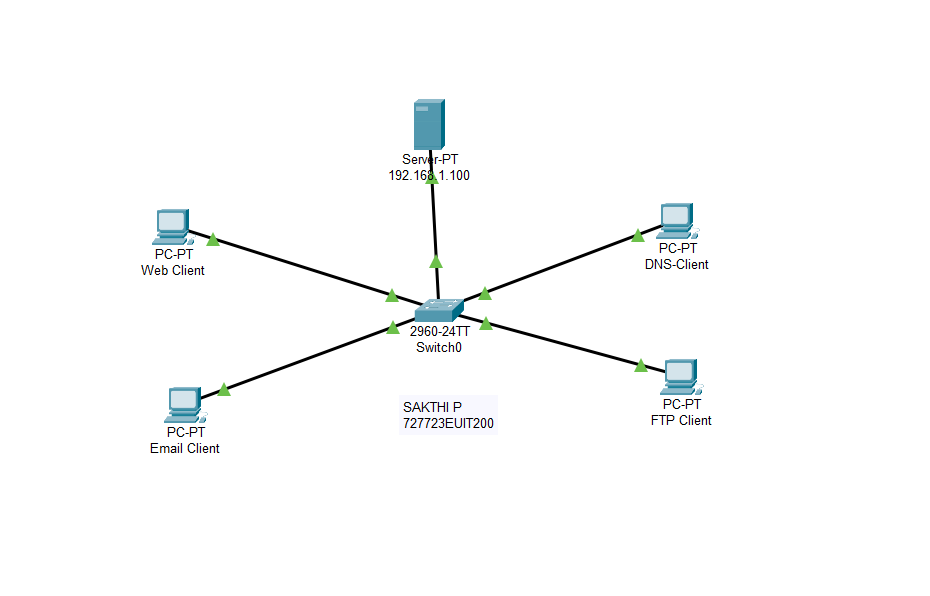 Server-PT
192.168.1.100
PC-PT
Web Client
PC-PT
DNS-Client
2960-24TT
Switch0
PC-PT
Email Client
SAKTHI P
727723EUIT200
PC-PT
FTP Client